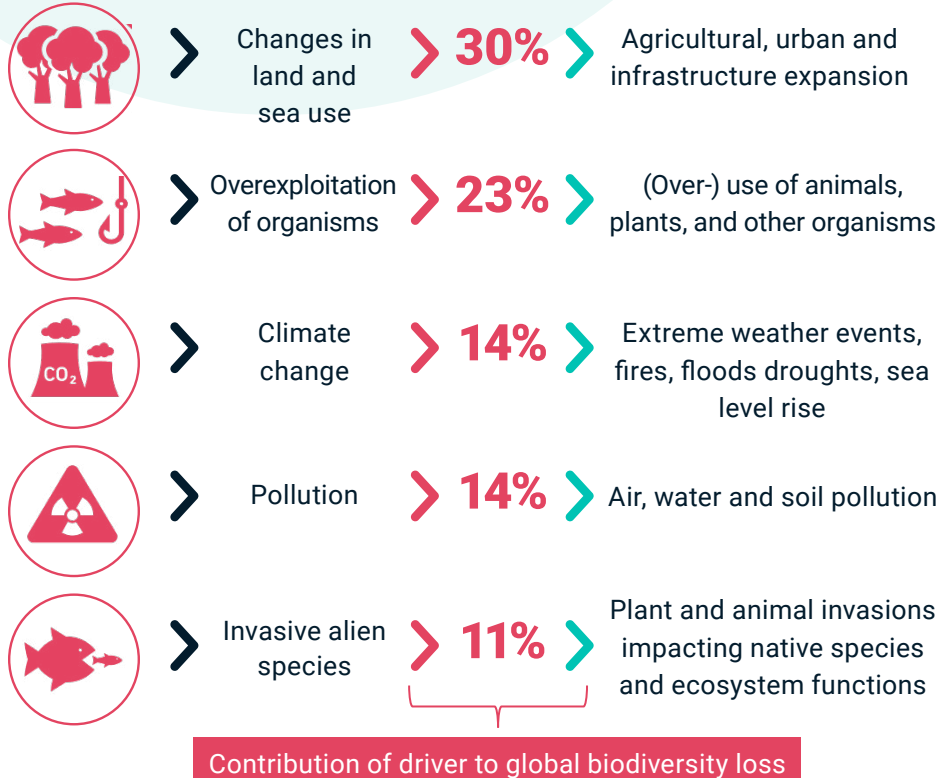 Changes in
land and
sea use
30%
Agricultural, urban and
infrastructure expansion
Overexploitation
of organisms
23%
(Over-) use of animals,
plants, and other organisms
CO₂
Climate
change
14%
Extreme weather events,
fires, floods droughts, sea
level rise
Pollution
14%
Air, water and soil pollution
Invasive alien
species
11%
Plant and animal invasions
impacting native species
and ecosystem functions
Contribution of driver to global biodiversity loss